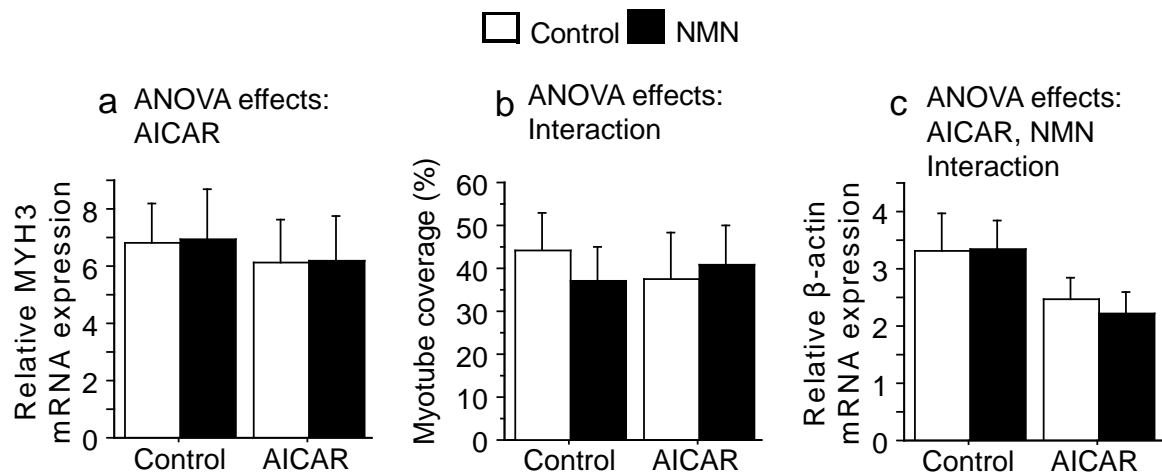 Control NMN
a ANOVA effects:
AICAR
Relative MYH3
mRNA expression
8
6
4
2
0
Control AICAR
b ANOVA effects:
Interaction
Myotube coverage (%)
60
50
40
30
20
10
0
Control AICAR
c ANOVA effects:
AICAR, NMN
Interaction
Relative β-actin
mRNA expression
4
3
2
1
0
Control AICAR